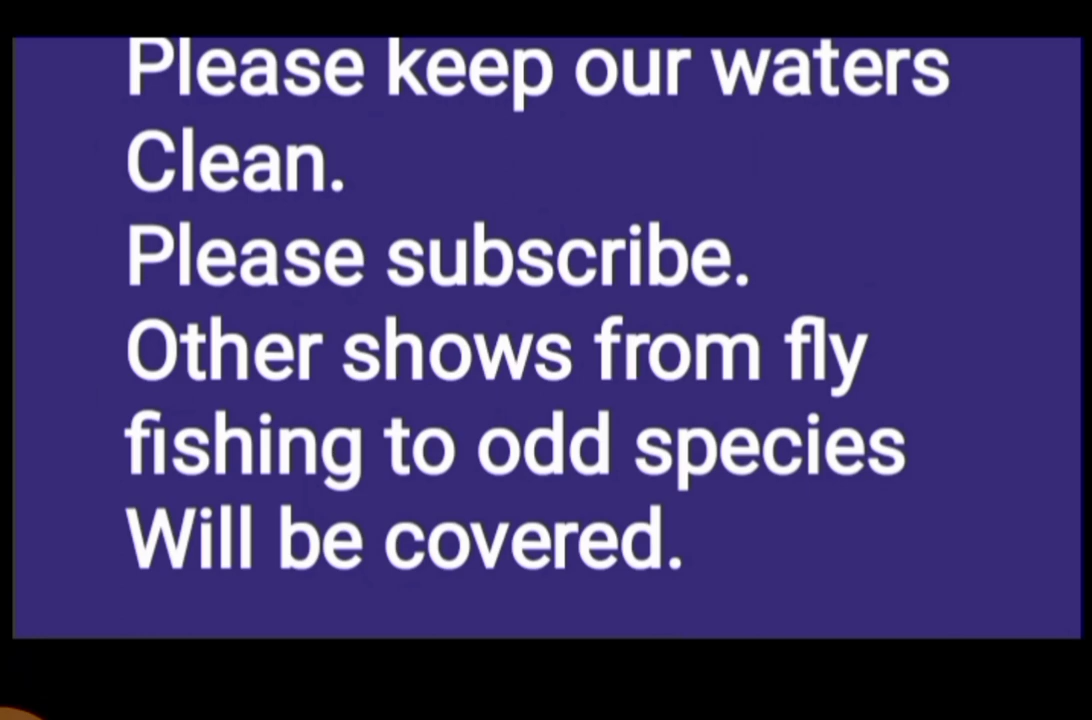 Please keep our waters
Clean.
Please subscribe.
Other shows from fly
fishing to odd species
Will be covered.